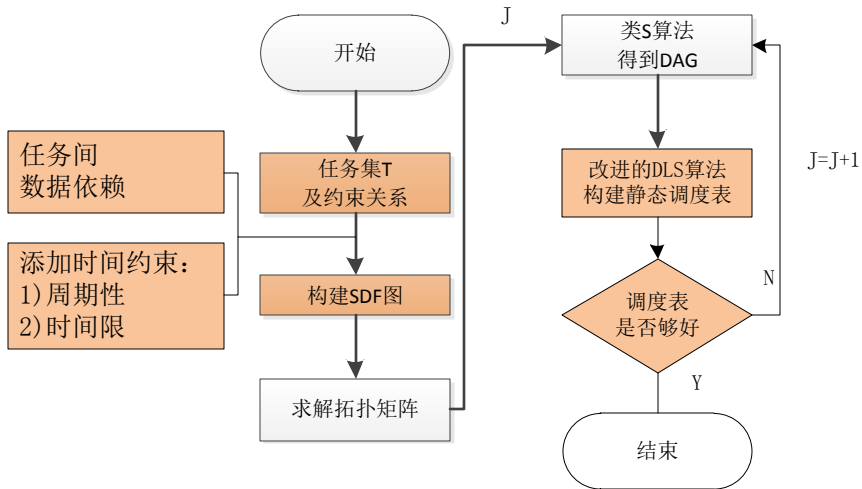 开始
任务间
数据依赖
任务集T
及约束关系
添加时间约束：
1)周期性
2)时间限
构建SDF图
求解拓扑矩阵
J
类S算法
得到DAG
改进的DLS算法
构建静态调度表
J=J+1
调度表
是否够好
N
Y
结束